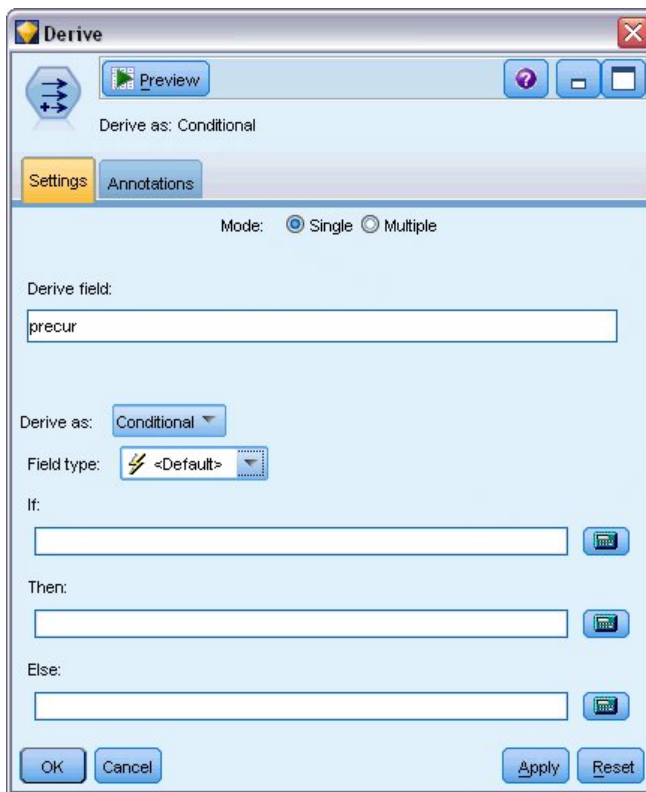 Derive
Preview
Derive as: Conditional
Settings Annotations
Mode: Single Multiple
Derive field:
precur
Derive as: Conditional
Field type: <Default>
If:
Then:
Else:
OK Cancel Apply Reset